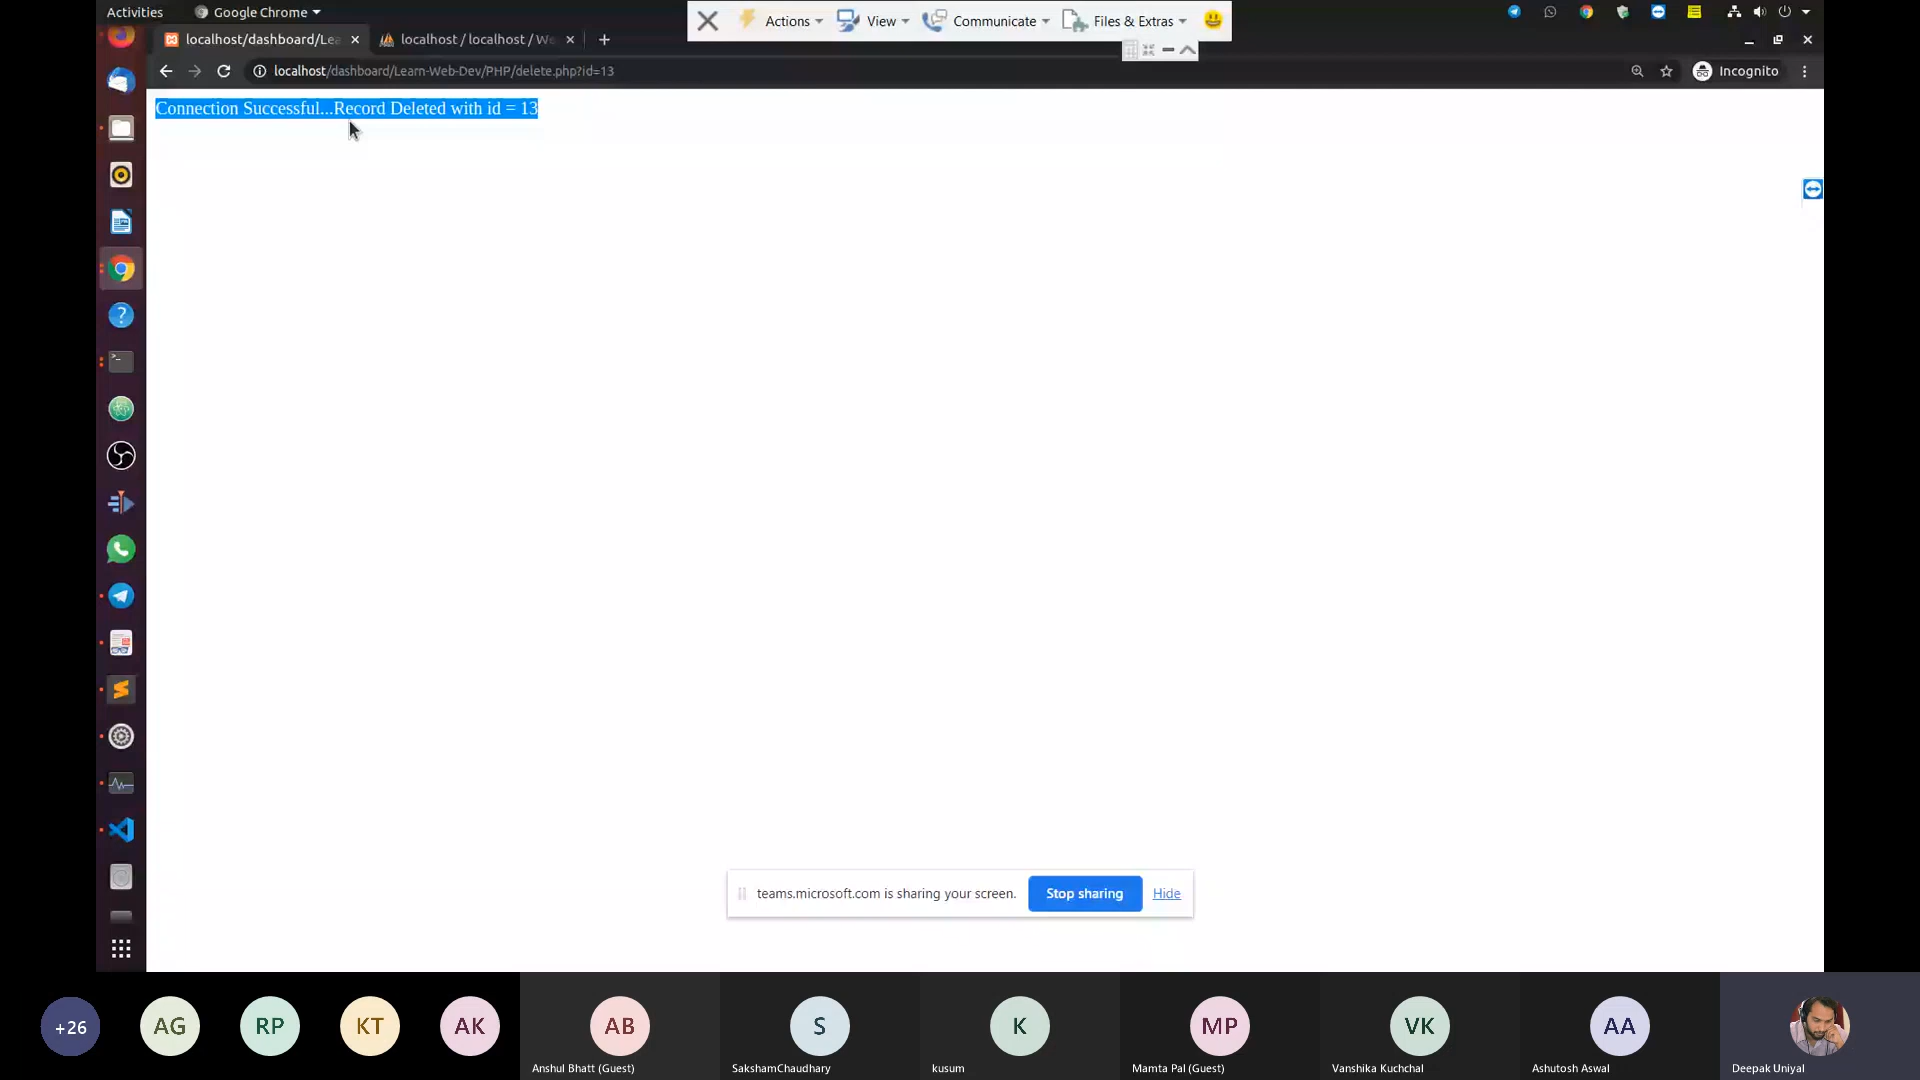 Activities
Google Chrome
Actions
View
Communicate
Files & Extras
localhost/dashboard/Lea
localhost / localhost / We
localhost/dashboard/Learn-Web-Dev/PHP/delete.php?id=13
Incognito
Connection Successful...Record Deleted with id = 13
teams.microsoft.com is sharing your screen.
Stop sharing
Hide
+26
AG
RP
KT
AK
AB
S
K
MP
VK
AA
Anshul Bhatt (Guest)
SakshamChaudhary
kusum
Mamta Pal (Guest)
Vanshika Kuchchal
Ashutosh Aswal
Deepak Uniyal